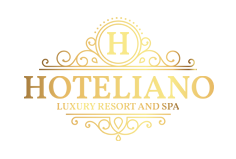 H
HOTELIANO
LUXURY RESORT AND SPA